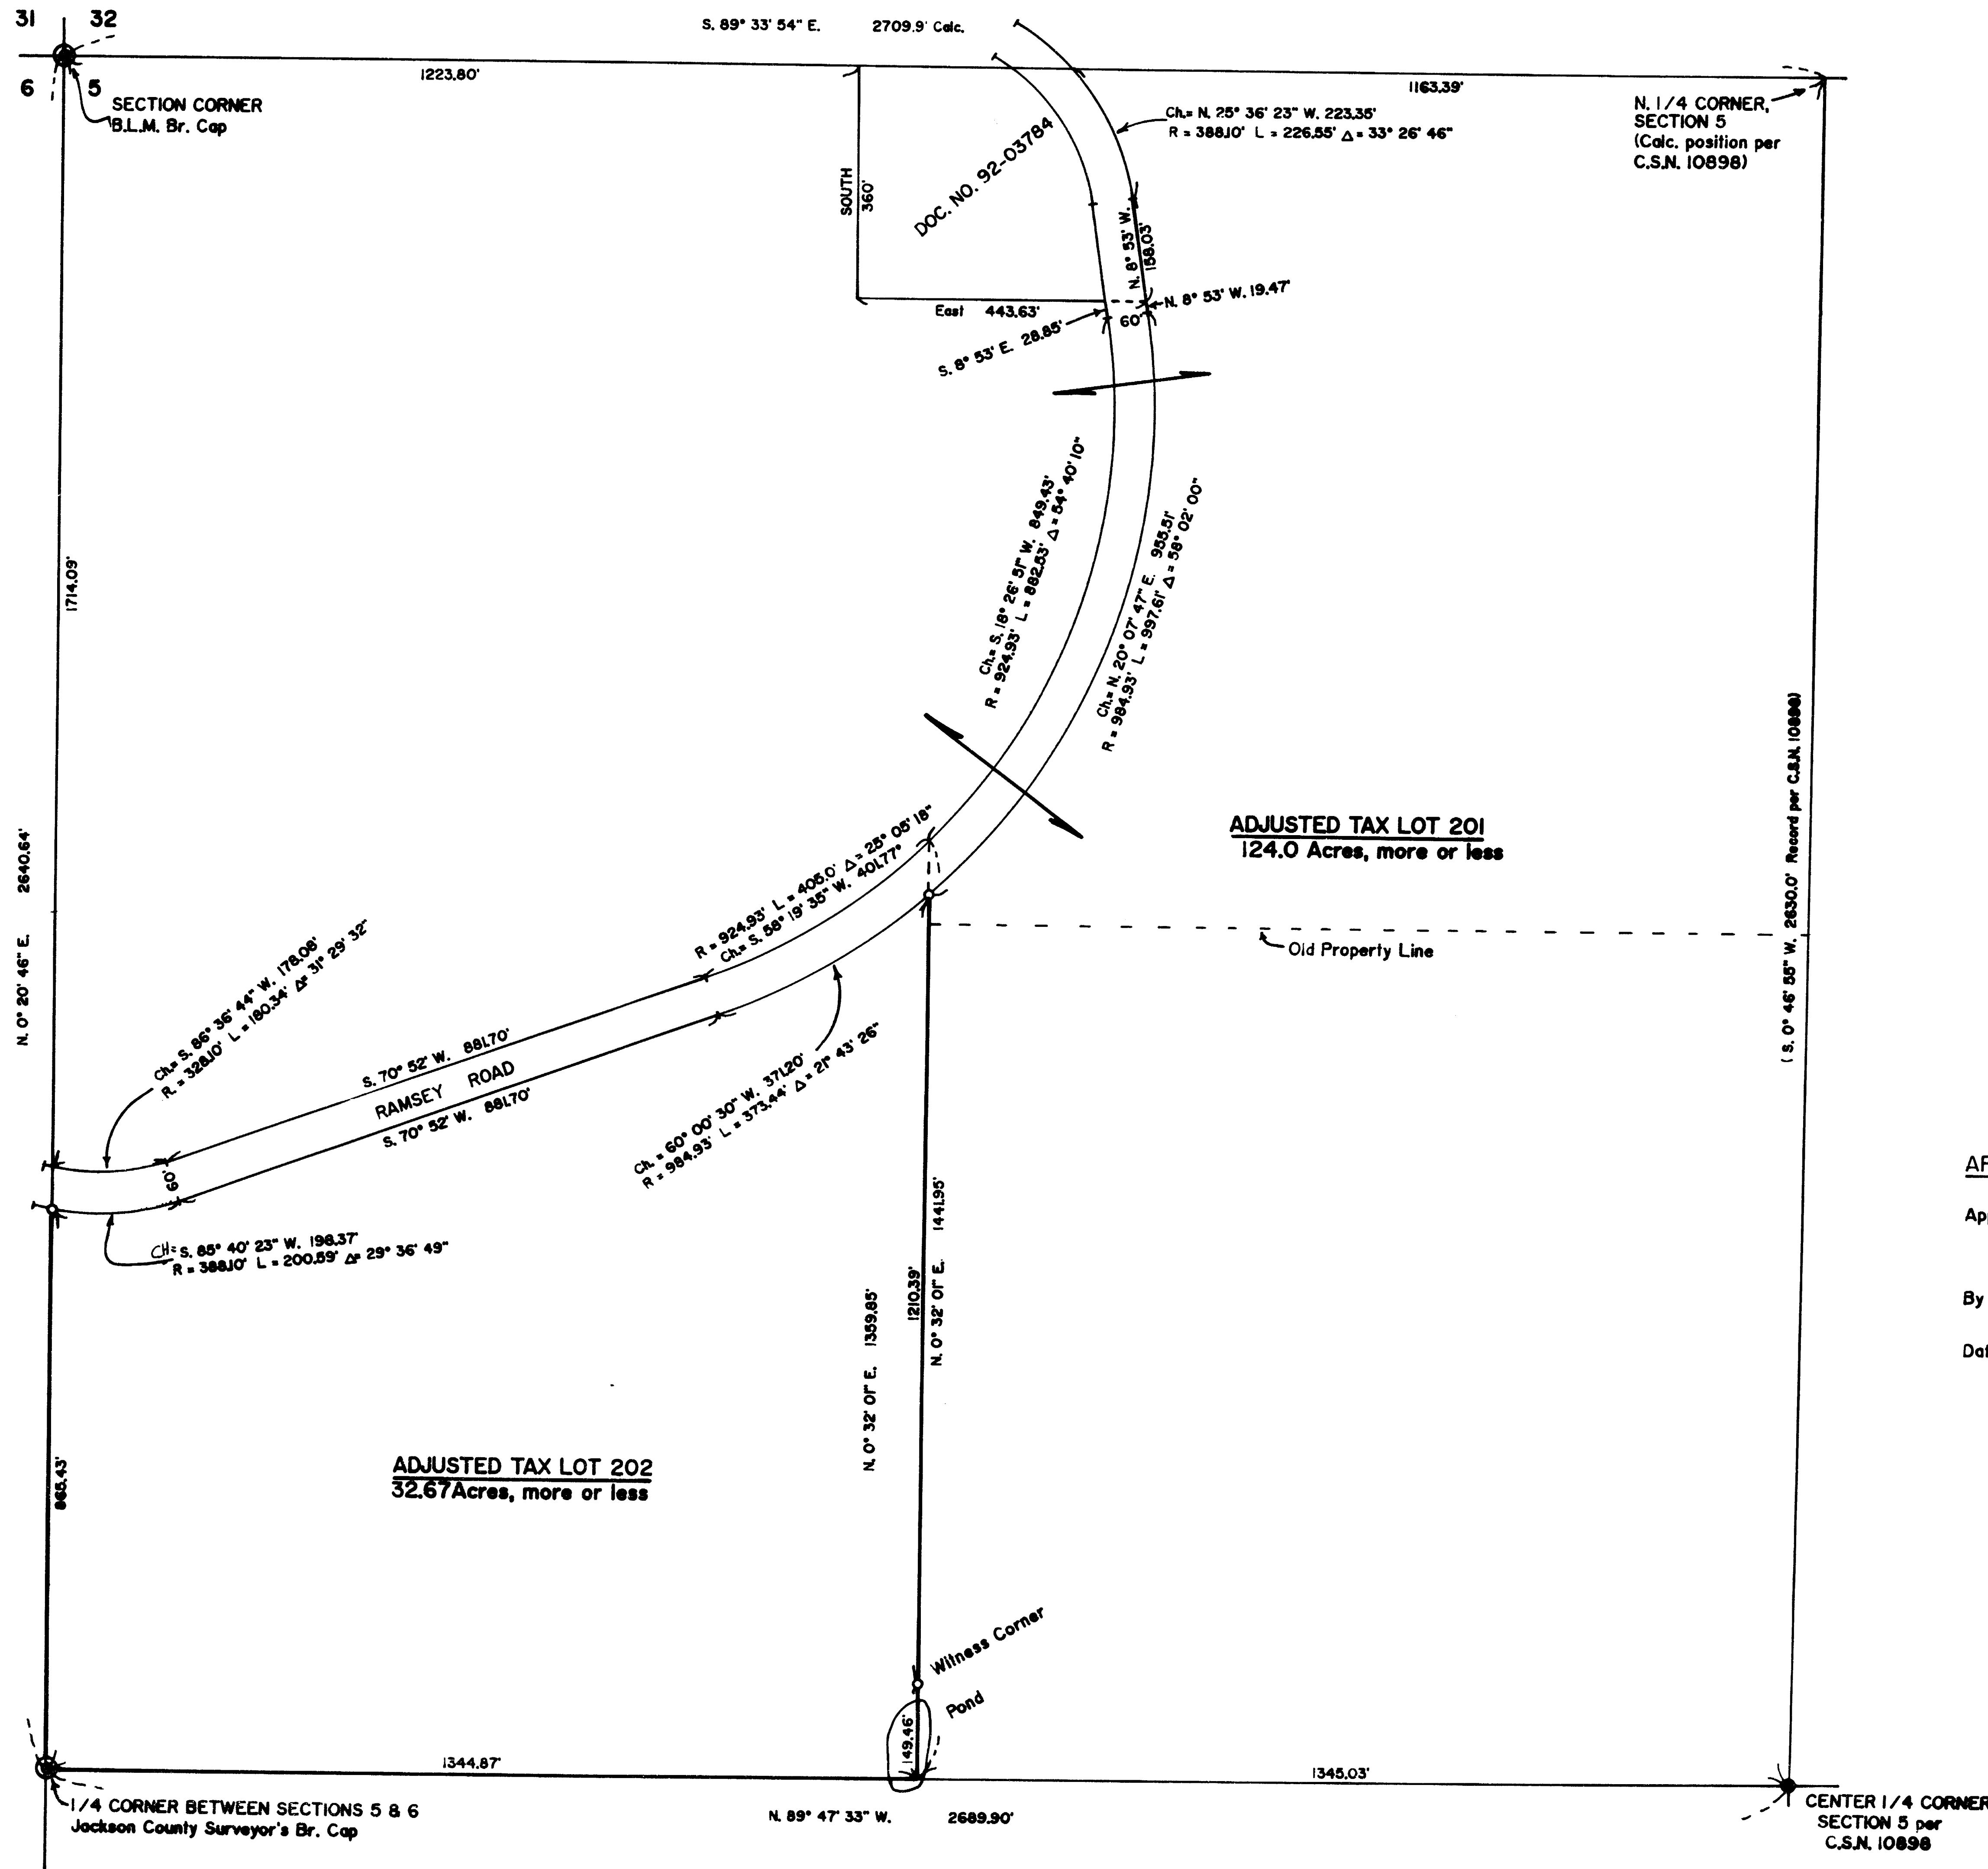 31 32
S. 89° 33' 54" E. 2709.9' Calc.
6 5
1223.80'
1163.39'
SECTION CORNER
B.L.M. Br. Cap
N. 1/4 CORNER,
SECTION 5
(Calc. position per
C.S.N. 10898)
Ch.= N. 25° 36' 23" W. 223.35'
R = 388.10' L = 226.55' Δ = 33° 26' 46"
DOC. NO. 92-03784
SOUTH
360'
N. 8° 53' W.
158.03'
N. 8° 53' W. 19.47'
East 443.63'
60'
S. 8° 53' E. 28.85'
1714.09'
Ch.= S. 18° 26' 51" W. 849.43'
R = 924.93' L = 882.53' Δ = 54° 40' 10"
Ch.= N. 20° 07' 47" E. 955.51'
R = 984.93' L = 997.61' Δ = 58° 02' 00"
ADJUSTED TAX LOT 201
124.0 Acres, more or less
(S. 0° 46' 55" W. 2630.0' Record per C.S.N. 10898)
N. 0° 20' 46" E. 2640.64'
R = 924.93' L = 405.0' Δ = 25° 05' 18"
Ch.= S. 58° 19' 35" W. 401.77"
Old Property Line
Ch.= S. 86° 36' 44" W. 178.08'
R. = 328.10' L = 180.34' Δ= 31° 29' 32"
S. 70° 52' W. 881.70'
RAMSEY ROAD
S. 70° 52' W. 881.70'
60'
Ch. = 60° 00' 30" W. 371.20'
R = 984.93' L = 373.44' Δ = 21° 43' 26"
CH= S. 85° 40' 23" W. 198.37'
R = 388.10' L = 200.59' Δ= 29° 36' 49"
N. 0° 32' 01" E. 1359.85'
1210.39'
N. 0° 32' 01" E. 1441.95'
By
865.43'
ADJUSTED TAX LOT 202
32.67 Acres, more or less
Witness Corner
Pond
149.46'
1344.87'
1345.03'
1/4 CORNER BETWEEN SECTIONS 5 & 6
Jackson County Surveyor's Br. Cap
N. 89° 47' 33" W. 2689.90'
CENTER 1/4 CORNER
SECTION 5 per
C.S.N. 10898